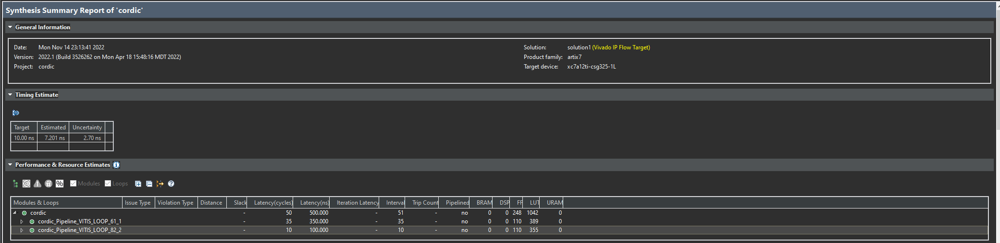 Synthesis Summary Report of 'cordic'
General Information
Date: Mon Nov 14 23:13:41 2022 Solution: solution1 (Vivado IP Flow Target)
Version: 2022.1 (Build 3526262 on Mon Apr 18 15:48:16 MDT 2022) Product family: artix7
Project: cordic Target device: xc7a12ti-csg325-1L
Timing Estimate
Target Estimated Uncertainty
10.00 ns 7.201 ns 2.70 ns
Performance & Resource Estimates
% Modules Loops
Modules & Loops Issue Type Violation Type Distance Slack Latency(cycles) Latency(ns) Iteration Latency Interval Trip Count Pipelined BRAM DSP FF LUT URAM
cordic - 50 500.000 - 51 - no 0 0 248 1042 0
cordic_Pipeline_VITIS_LOOP_61_1 - 35 350.000 - 35 - no 0 0 110 389 0
cordic_Pipeline_VITIS_LOOP_82_2 - 10 100.000 - 10 - no 0 0 110 355 0